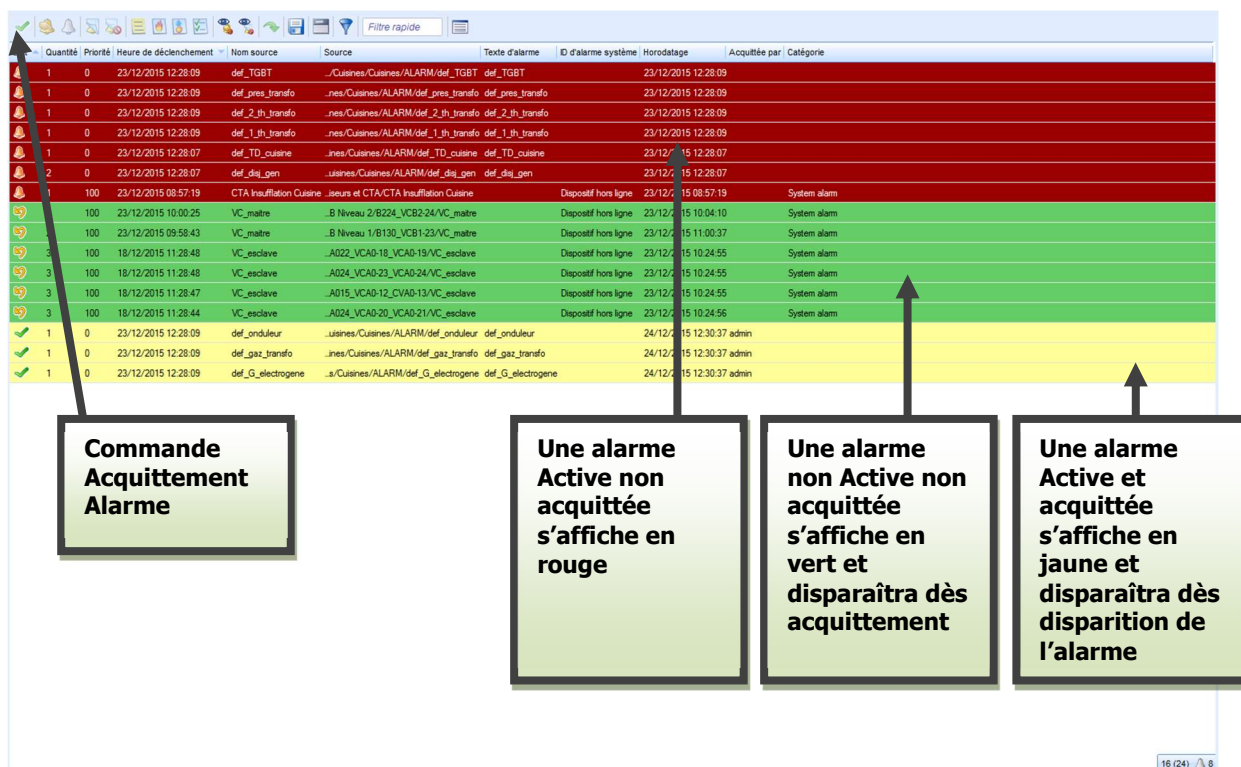 Filtre rapide
Quantité Priorité Heure de déclenchement Nom source Source Texte d'alarme ID d'alarme système Horodatage Acquittée par Catégorie
1 0 23/12/2015 12:28:09 def_TGBT ../Cuisines/Cuisines/ALARM/def_TGBT def_TGBT 23/12/2015 12:28:09
1 0 23/12/2015 12:28:09 def_pres_transfo ...nes/Cuisines/ALARM/def_pres_transfo def_pres_transfo 23/12/2015 12:28:09
1 0 23/12/2015 12:28:09 def_2_th_transfo ...nes/Cuisines/ALARM/def_2_th_transfo def_2_th_transfo 23/12/2015 12:28:09
1 0 23/12/2015 12:28:09 def_1_th_transfo ...nes/Cuisines/ALARM/def_1_th_transfo def_1_th_transfo 23/12/2015 12:28:09
1 0 23/12/2015 12:28:07 def_TD_cuisine ...ines/Cuisines/ALARM/def_TD_cuisine def_TD_cuisine 23/12/2015 12:28:07
2 0 23/12/2015 12:28:07 def_disj_gen ...uisines/Cuisines/ALARM/def_disj_gen def_disj_gen 23/12/2015 12:28:07
1 100 23/12/2015 08:57:19 CTA Insufflation Cuisine ...iseurs et CTA/CTA Insufflation Cuisine Dispositif hors ligne 23/12/2015 08:57:19 System alarm
100 23/12/2015 10:00:25 VC_maitre ...B Niveau 2/B224_VCB2-24/VC_maitre Dispositif hors ligne 23/12/2015 10:04:10 System alarm
100 23/12/2015 09:58:43 VC_maitre ...B Niveau 1/B130_VCB1-23/VC_maitre Dispositif hors ligne 23/12/2015 11:00:37 System alarm
3 100 18/12/2015 11:28:48 VC_esclave ...A022_VCA0-18_VCA0-19/VC_esclave Dispositif hors ligne 23/12/2015 10:24:55 System alarm
3 100 18/12/2015 11:28:48 VC_esclave ...A024_VCA0-23_VCA0-24/VC_esclave Dispositif hors ligne 23/12/2015 10:24:55 System alarm
3 100 18/12/2015 11:28:47 VC_esclave ...A015_VCA0-12_CVA0-13/VC_esclave Dispositif hors ligne 23/12/2015 10:24:55 System alarm
3 100 18/12/2015 11:28:44 VC_esclave ...A024_VCA0-20_VCA0-21/VC_esclave Dispositif hors ligne 23/12/2015 10:24:56 System alarm
1 0 23/12/2015 12:28:09 def_onduleur ...uisines/Cuisines/ALARM/def_onduleur def_onduleur 24/12/2015 12:30:37 admin
1 0 23/12/2015 12:28:09 def_gaz_transfo ...ines/Cuisines/ALARM/def_gaz_transfo def_gaz_transfo 24/12/2015 12:30:37 admin
1 0 23/12/2015 12:28:09 def_G_electrogene ...s/Cuisines/ALARM/def_G_electrogene def_G_electrogene 24/12/2015 12:30:37 admin
Commande
Acquittement
Alarme
Une alarme
Active non
acquittée
s'affiche en
rouge
Une alarme
non Active non
acquittée
s'affiche en
vert et
disparaîtra dès
acquittement
Une alarme
Active et
acquittée
s'affiche en
jaune et
disparaîtra dès
disparition de
l'alarme
16 (24) 8